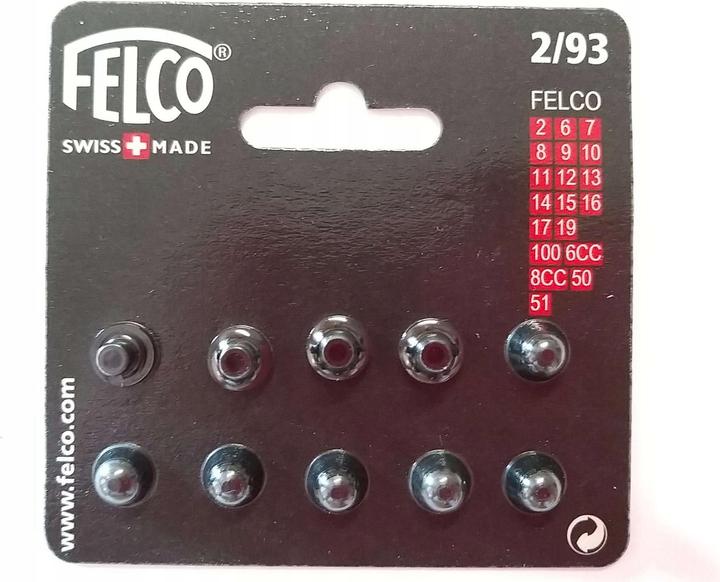 FELCO®
SWISS MADE
2/93
FELCO
2 6 7
8 9 10
11 12 13
14 15 16
17 19
100 6CC
8CC 50
51
www.felco.com